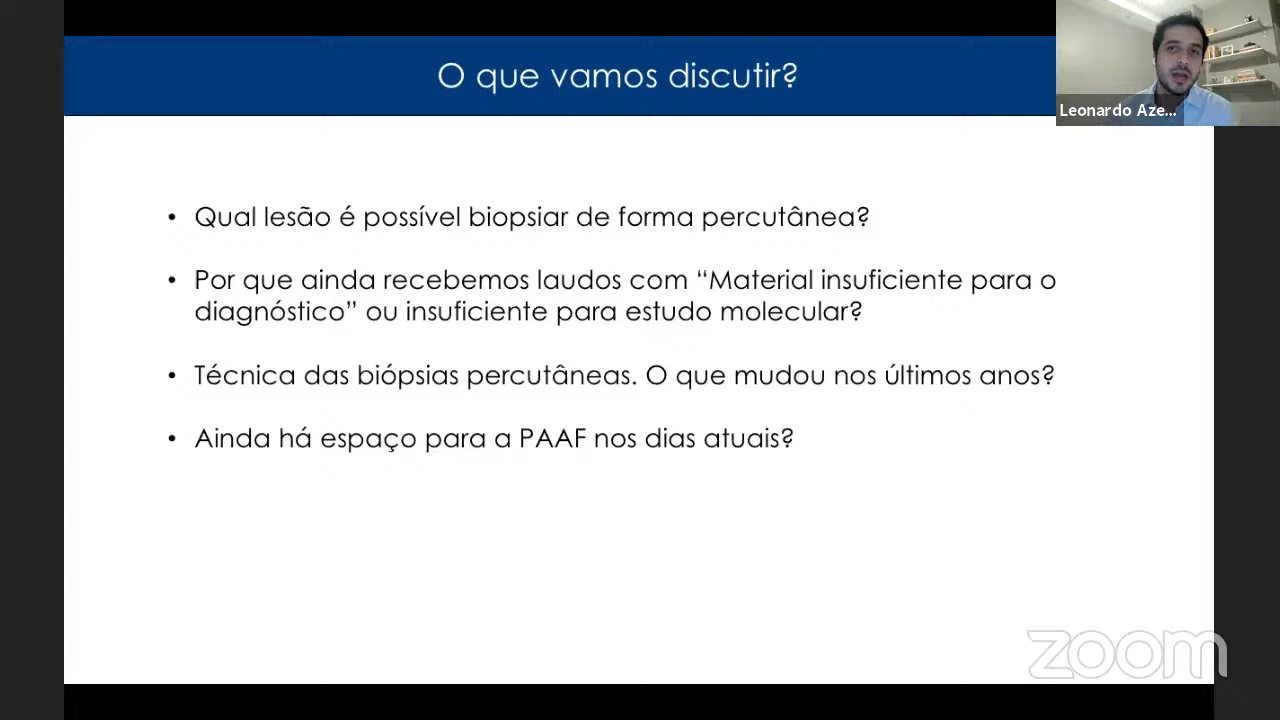 O que vamos discutir?
Leonardo Aze...
• Qual lesão é possível biopsiar de forma percutânea?
• Por que ainda recebemos laudos com “Material insuficiente para o
diagnóstico” ou insuficiente para estudo molecular?
• Técnica das biópsias percutâneas. O que mudou nos últimos anos?
• Ainda há espaço para a PAAF nos dias atuais?
zoom